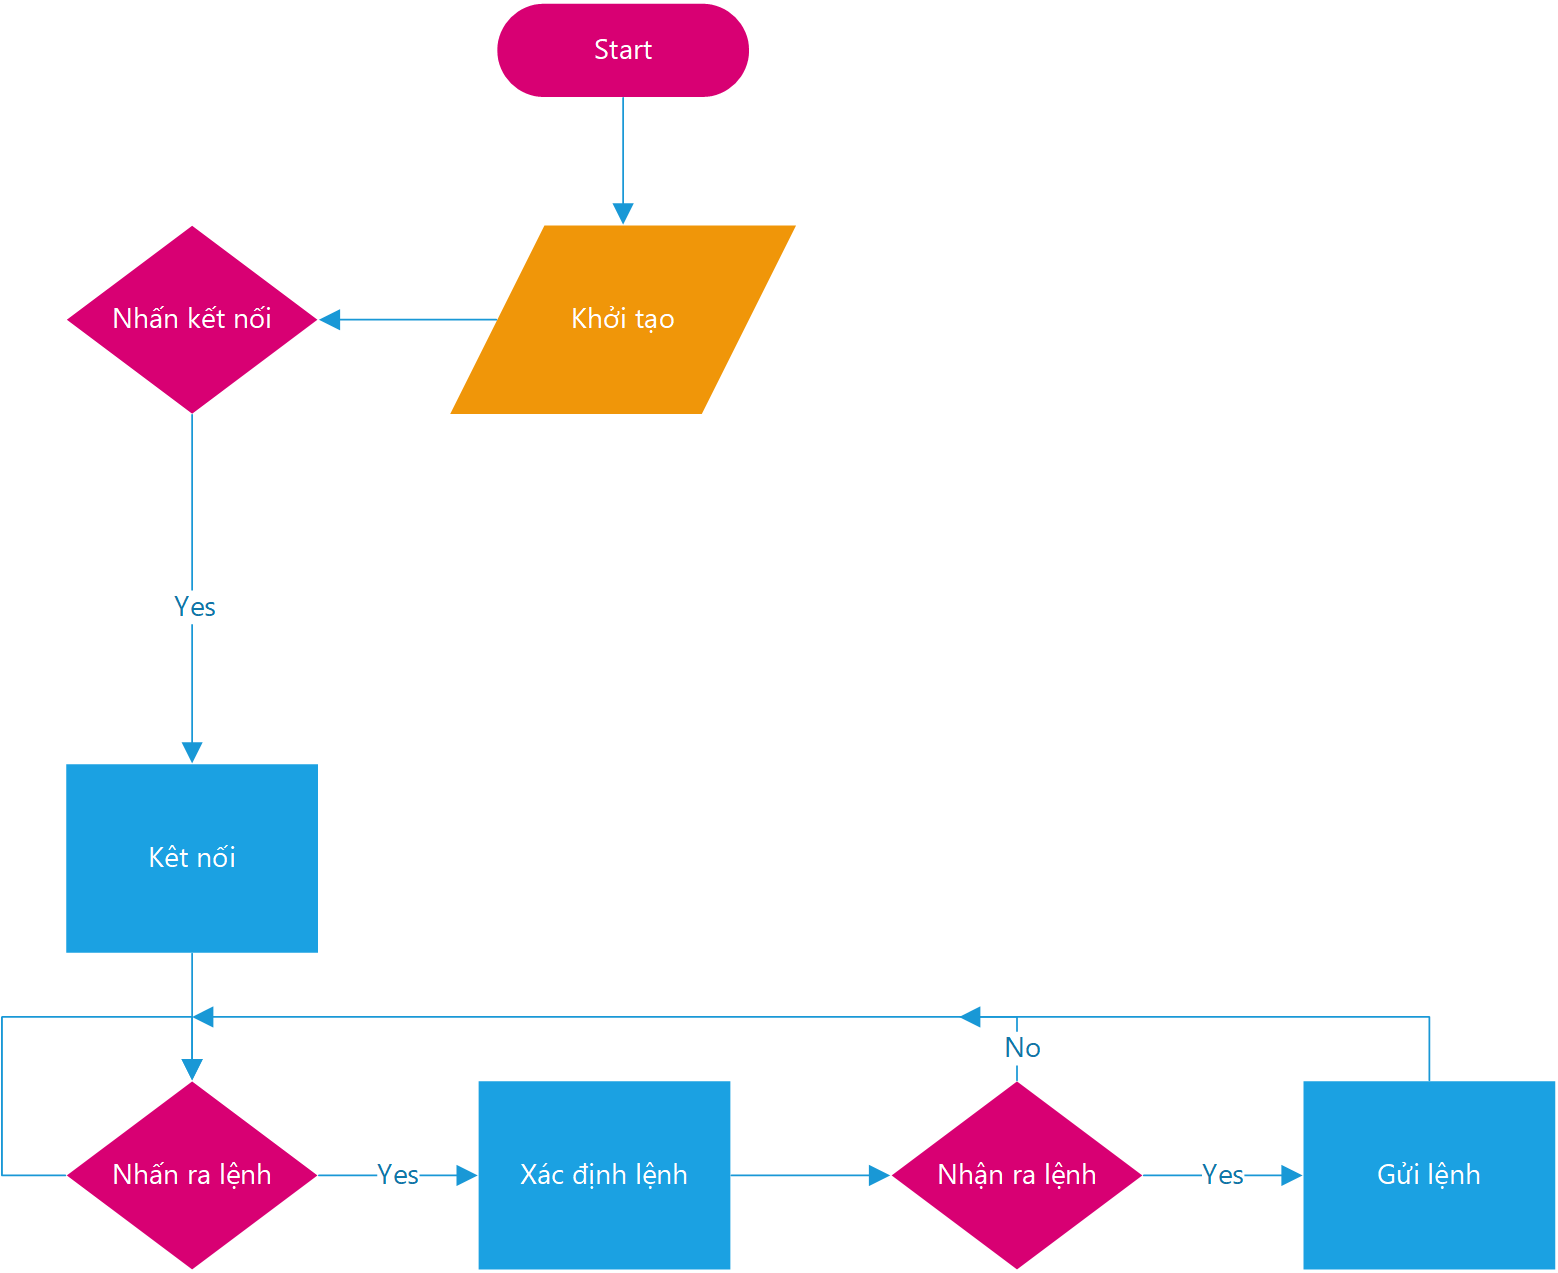 Start
Nhấn kết nối
Khởi tạo
Yes
Kêt nối
No
Nhấn ra lệnh
Yes
Xác định lệnh
Nhận ra lệnh
Yes
Gửi lệnh